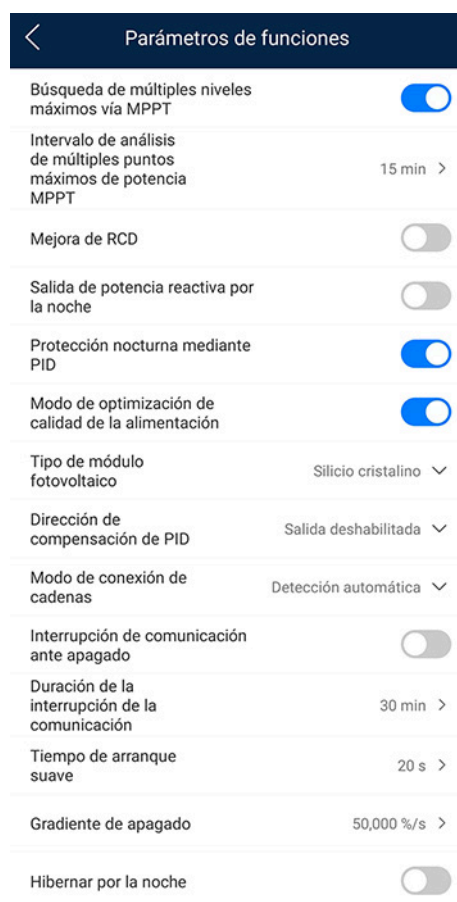 Parámetros de funciones
Búsqueda de múltiples niveles
máximos vía MPPT
Intervalo de análisis
de múltiples puntos
máximos de potencia
MPPT
15 min
Mejora de RCD
Salida de potencia reactiva por
la noche
Protección nocturna mediante
PID
Modo de optimización de
calidad de la alimentación
Tipo de módulo
fotovoltaico
Silicio cristalino
Dirección de
compensación de PID
Salida deshabilitada
Modo de conexión de
cadenas
Detección automática
Interrupción de comunicación
ante apagado
Duración de la
interrupción de la
comunicación
30 min
Tiempo de arranque
suave
20 s
Gradiente de apagado
50,000 %/s
Hibernar por la noche